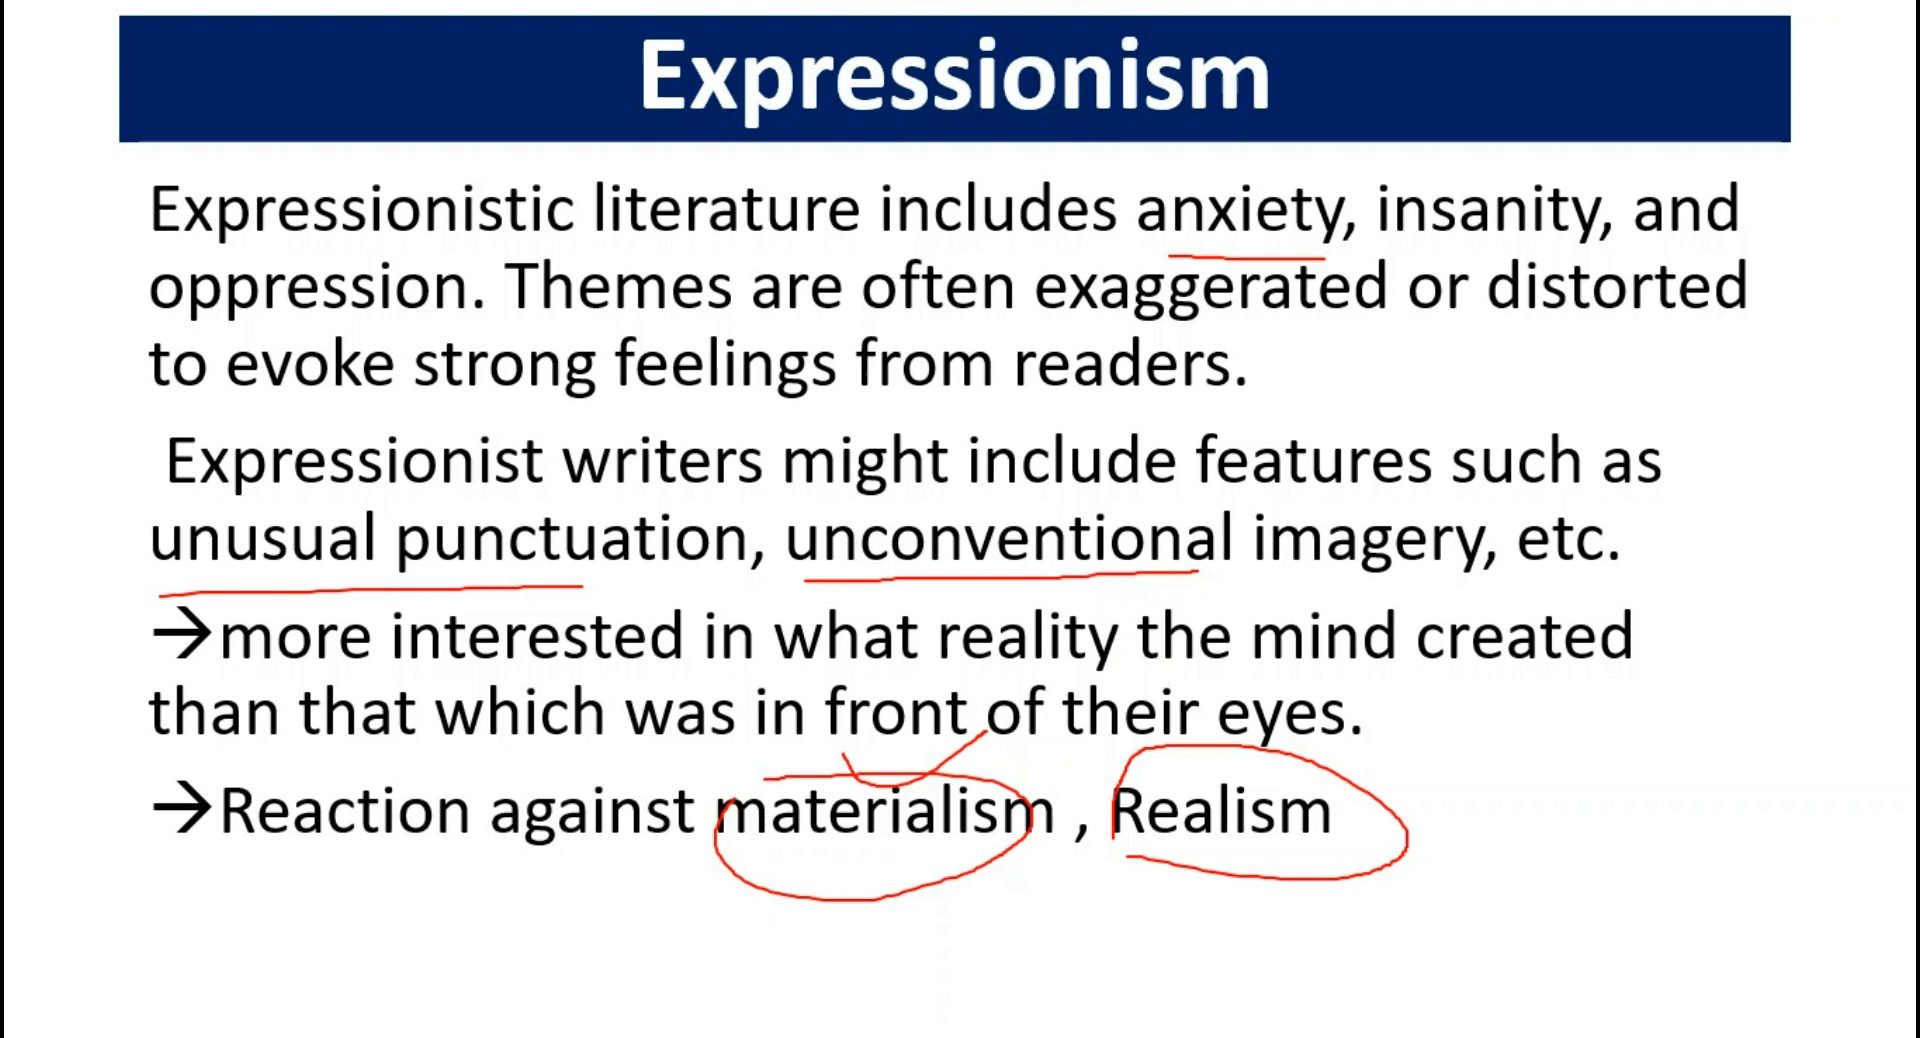 Expressionism
Expressionistic literature includes anxiety, insanity, and
oppression. Themes are often exaggerated or distorted
to evoke strong feelings from readers.
Expressionist writers might include features such as
unusual punctuation, unconventional imagery, etc.
→more interested in what reality the mind created
than that which was in front of their eyes.
→Reaction against materialism , Realism